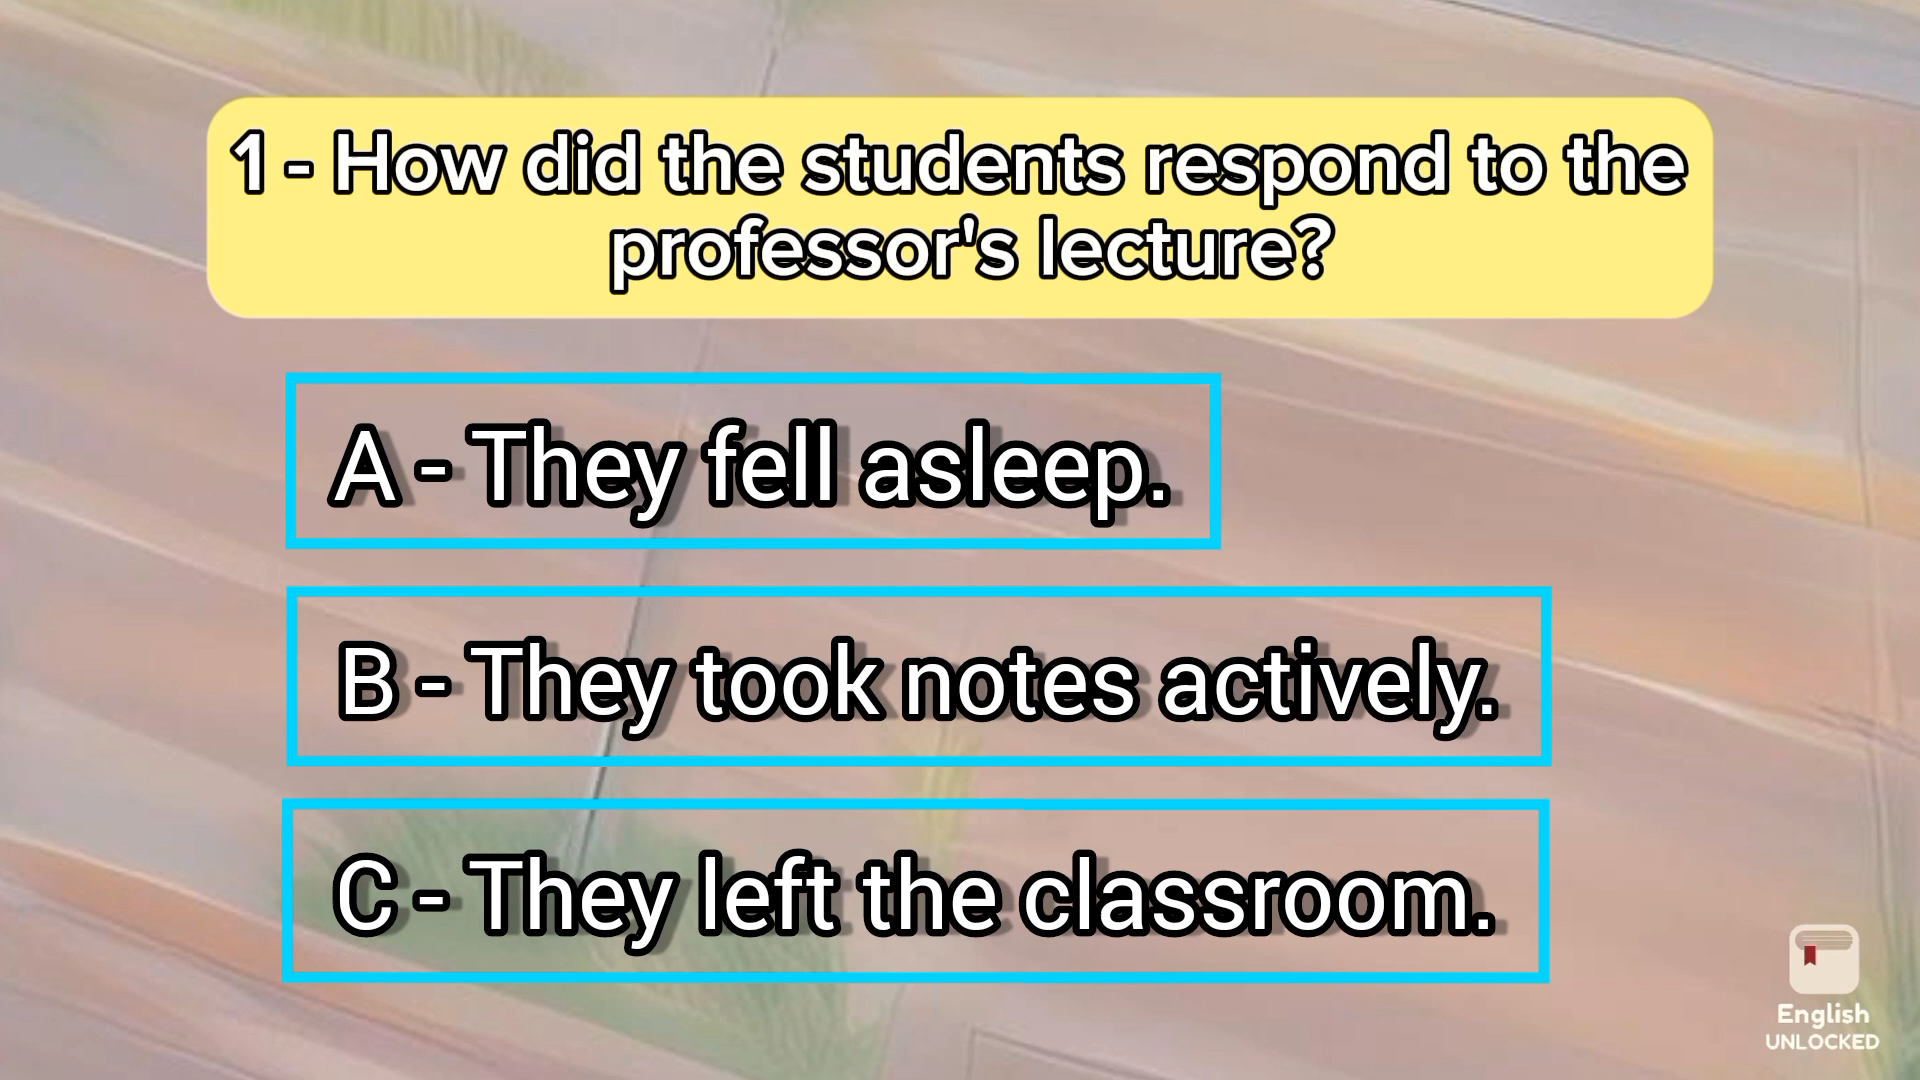 1 - How did the students respond to the
professor's lecture?
A - They fell asleep.
B - They took notes actively.
C - They left the classroom.
English
UNLOCKED